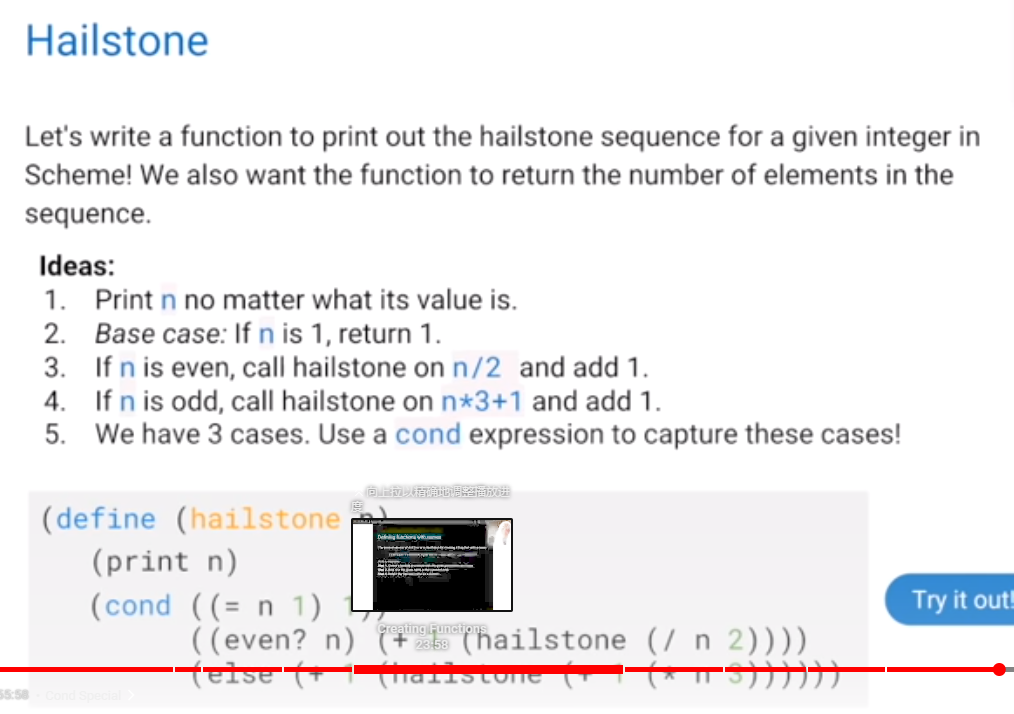 Hailstone
Let's write a function to print out the hailstone sequence for a given integer in
Scheme! We also want the function to return the number of elements in the
sequence.
Ideas:
1. Print n no matter what its value is.
2. Base case: If n is 1, return 1.
3. If n is even, call hailstone on n/2 and add 1.
4. If n is odd, call hailstone on n*3+1 and add 1.
5. We have 3 cases. Use a cond expression to capture these cases!
向上拉以精确地调整播放进
度
(define (hailstone n)
Defining functions with names
(print n)
(cond ((= n 1) 1))
Try it out!
Creating Functions
((even? n) (+ 1 (hailstone (/ n 2))))
23:58
(else (+ 1 (hailstone (+ 1 (* n 3))))))
55:58 · Cond Special